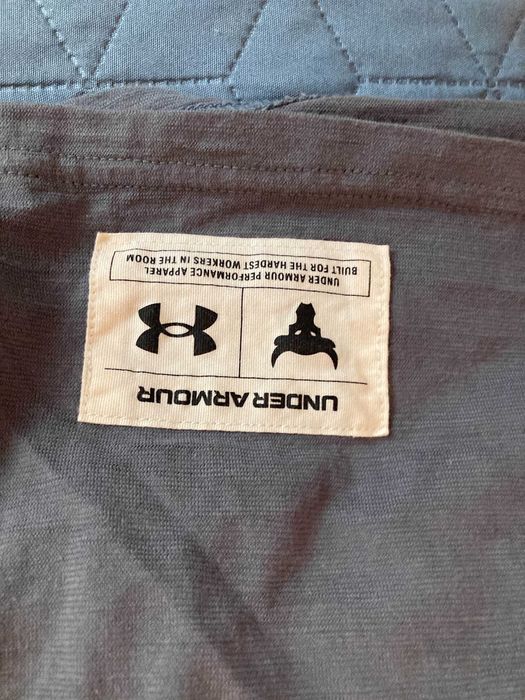 UNDER ARMOUR
UNDER ARMOUR PERFORMANCE APPAREL
BUILT FOR THE HARDEST WORKERS IN THE ROOM